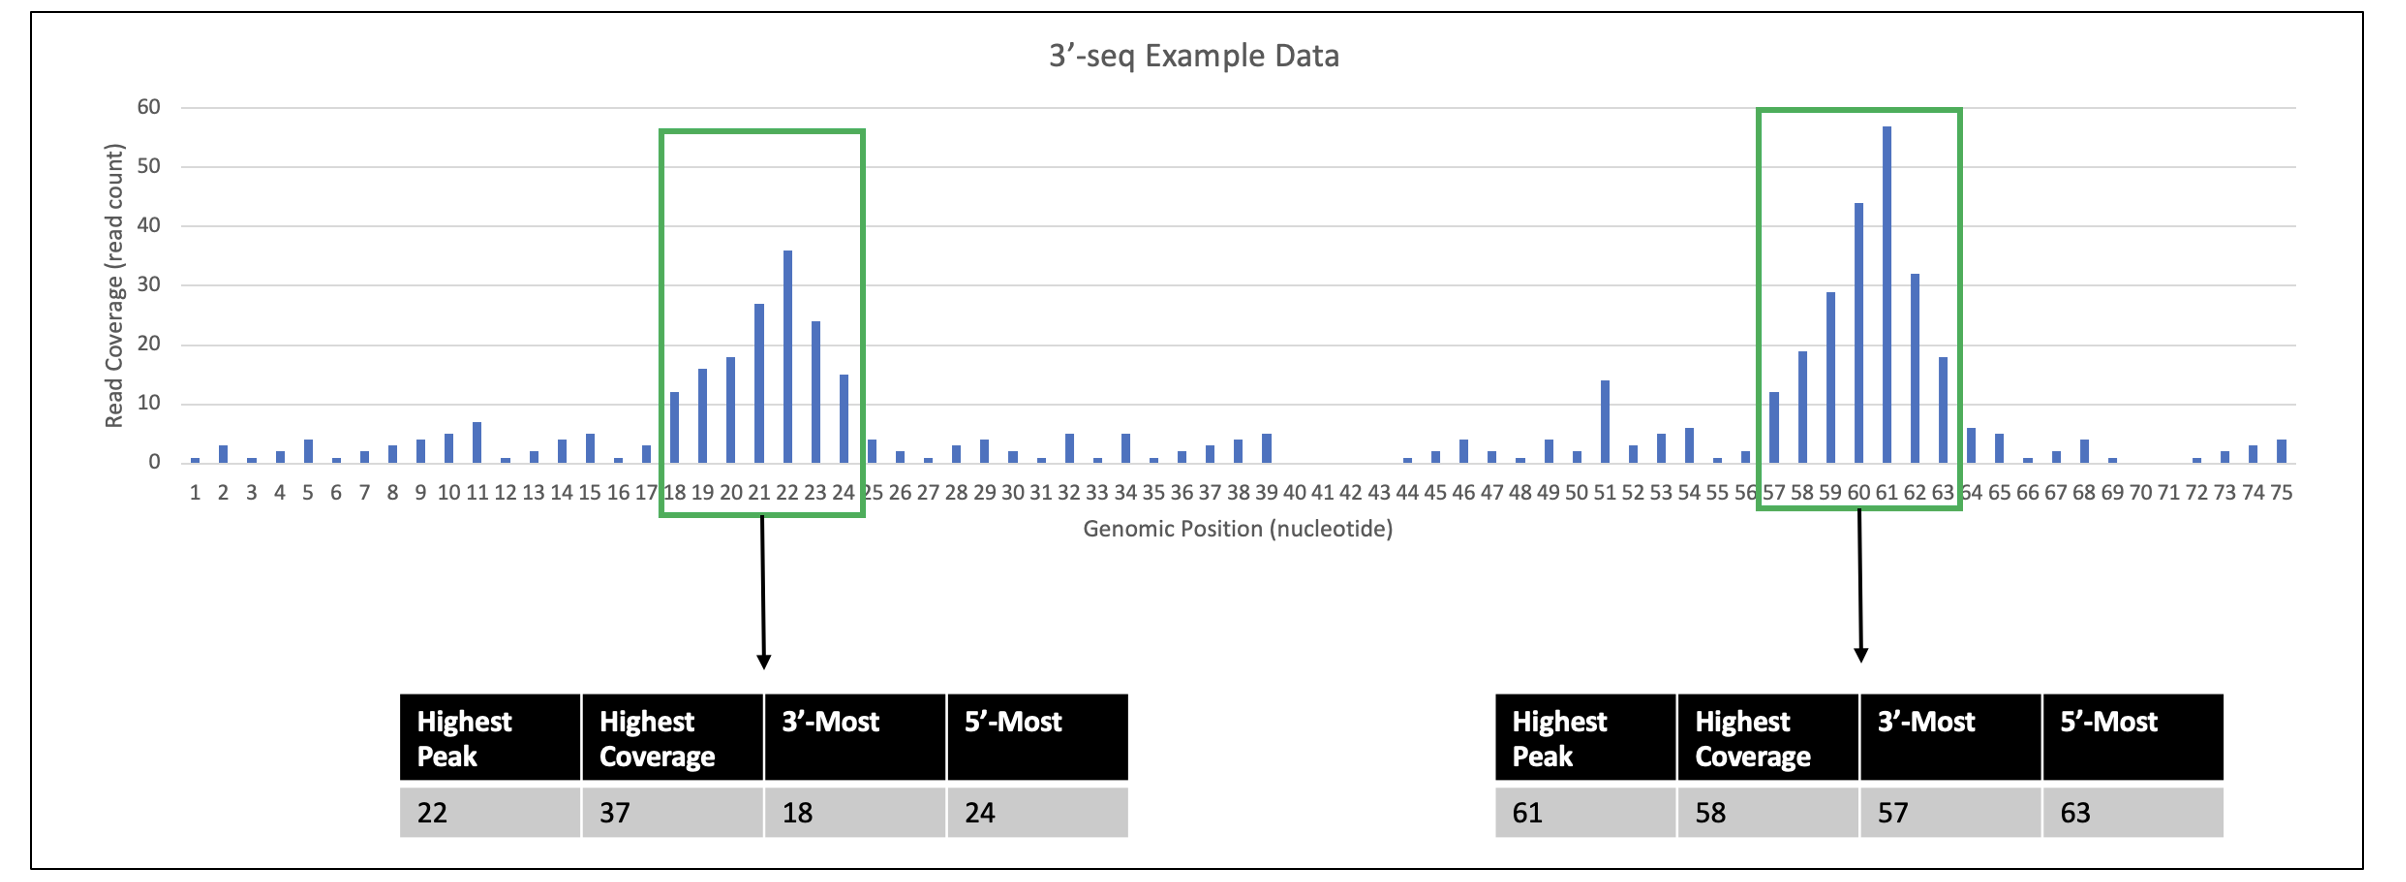 3’-seq Example Data
60
50
40
30
20
10
0
Read Coverage (read count)
1 2 3 4 5 6 7 8 9 10 11 12 13 14 15 16 17 18 19 20 21 22 23 24 25 26 27 28 29 30 31 32 33 34 35 36 37 38 39 40 41 42 43 44 45 46 47 48 49 50 51 52 53 54 55 56 57 58 59 60 61 62 63 64 65 66 67 68 69 70 71 72 73 74 75
Genomic Position (nucleotide)
Highest Peak Highest Coverage 3’-Most 5’-Most
22 37 18 24
Highest Peak Highest Coverage 3’-Most 5’-Most
61 58 57 63